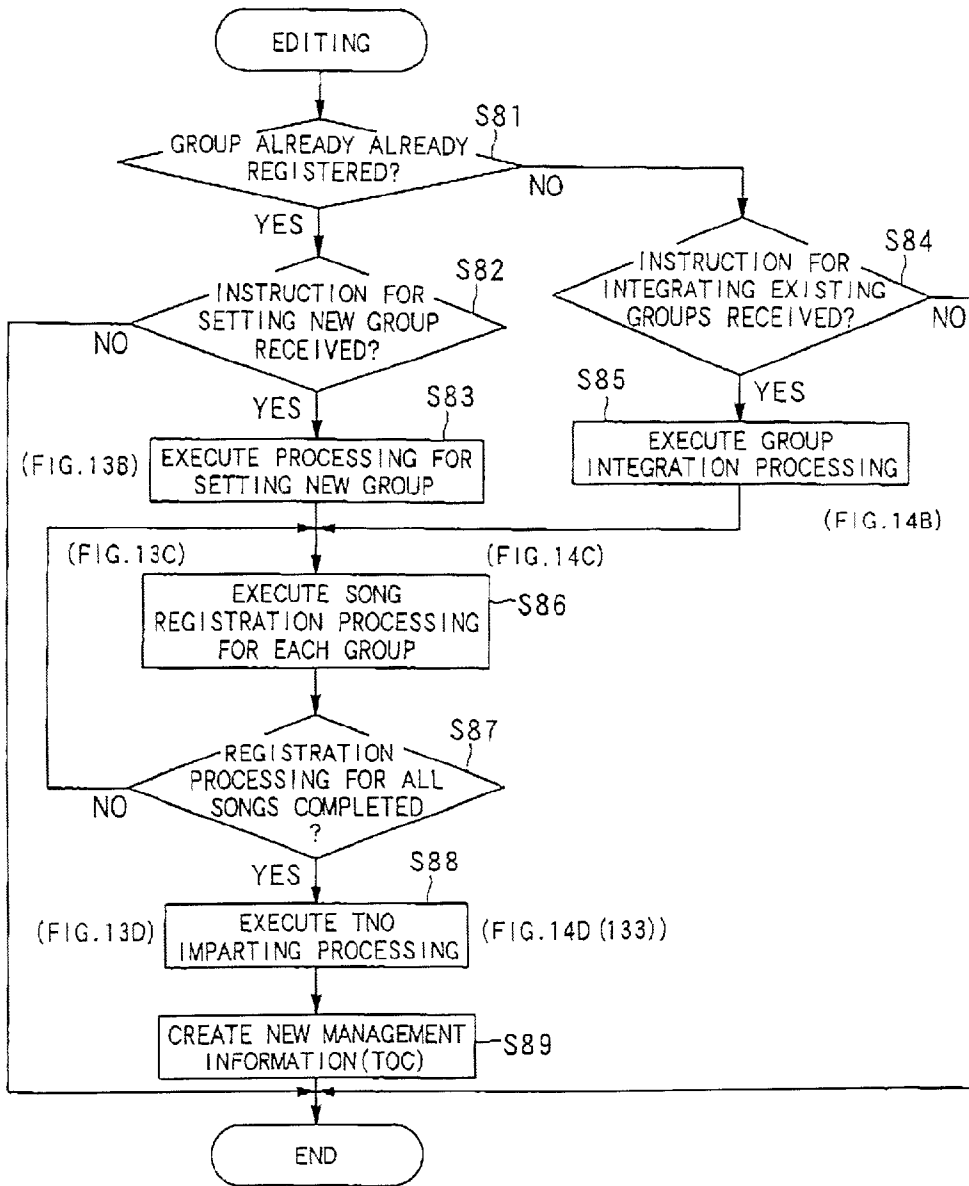 EDITING
S81
GROUP ALREADY ALREADY
REGISTERED?
NO
YES
S84
INSTRUCTION FOR
INTEGRATING EXISTING
GROUPS RECEIVED?
NO
YES
S82
INSTRUCTION FOR
SETTING NEW GROUP
RECEIVED?
NO
YES
S83
(FIG.13B)
EXECUTE PROCESSING FOR
SETTING NEW GROUP
S85
EXECUTE GROUP
INTEGRATION PROCESSING
(FIG.14B)
(FIG.13C)
(FIG.14C)
EXECUTE SONG
REGISTRATION PROCESSING
FOR EACH GROUP
S86
S87
REGISTRATION
PROCESSING FOR ALL
SONGS COMPLETED
?
NO
YES
S88
(FIG.13D)
EXECUTE TNO
IMPARTING PROCESSING
(FIG.14D(133))
CREATE NEW MANAGEMENT
INFORMATION(TOC)
S89
END